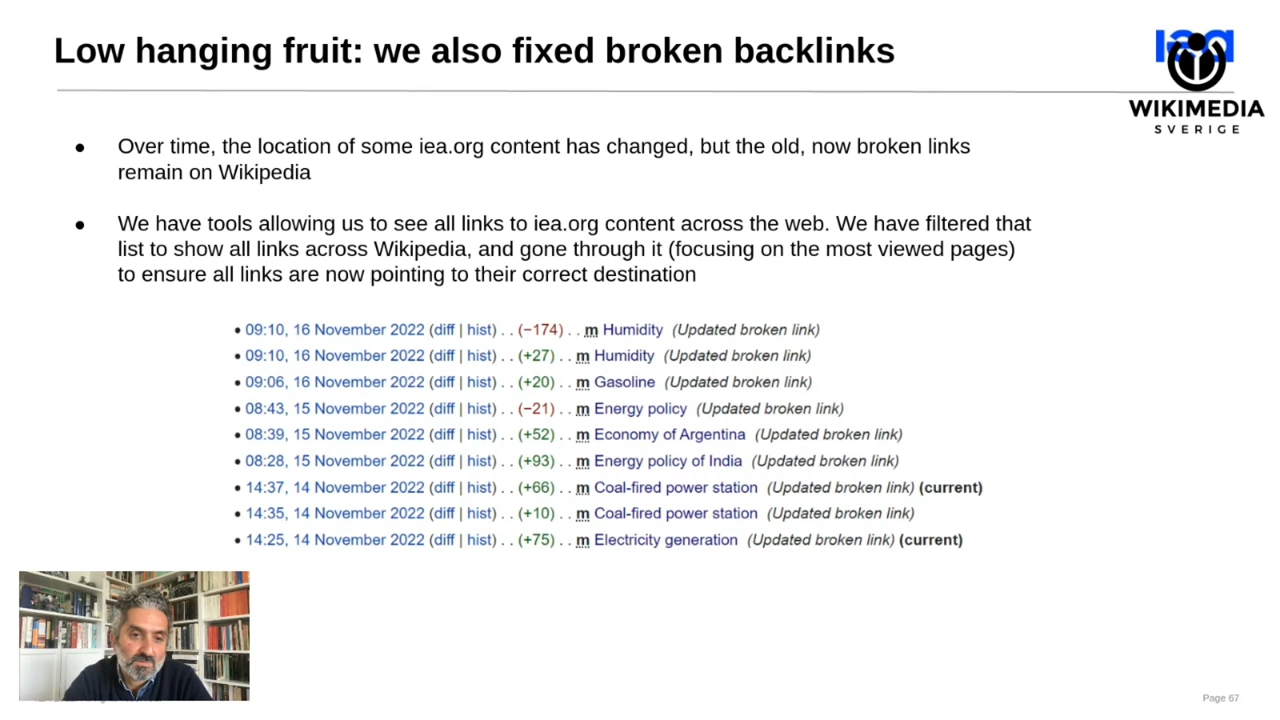 Low hanging fruit: we also fixed broken backlinks
iea
WIKIMEDIA
SVERIGE
● Over time, the location of some iea.org content has changed, but the old, now broken links
remain on Wikipedia
● We have tools allowing us to see all links to iea.org content across the web. We have filtered that
list to show all links across Wikipedia, and gone through it (focusing on the most viewed pages)
to ensure all links are now pointing to their correct destination
• 09:10, 16 November 2022 (diff | hist) . . (−174) . . m Humidity (Updated broken link)
• 09:10, 16 November 2022 (diff | hist) . . (+27) . . m Humidity (Updated broken link)
• 09:06, 16 November 2022 (diff | hist) . . (+20) . . m Gasoline (Updated broken link)
• 08:43, 15 November 2022 (diff | hist) . . (−21) . . m Energy policy (Updated broken link)
• 08:39, 15 November 2022 (diff | hist) . . (+52) . . m Economy of Argentina (Updated broken link)
• 08:28, 15 November 2022 (diff | hist) . . (+93) . . m Energy policy of India (Updated broken link)
• 14:37, 14 November 2022 (diff | hist) . . (+66) . . m Coal-fired power station (Updated broken link) (current)
• 14:35, 14 November 2022 (diff | hist) . . (+10) . . m Coal-fired power station (Updated broken link)
• 14:25, 14 November 2022 (diff | hist) . . (+75) . . m Electricity generation (Updated broken link) (current)
Page 67